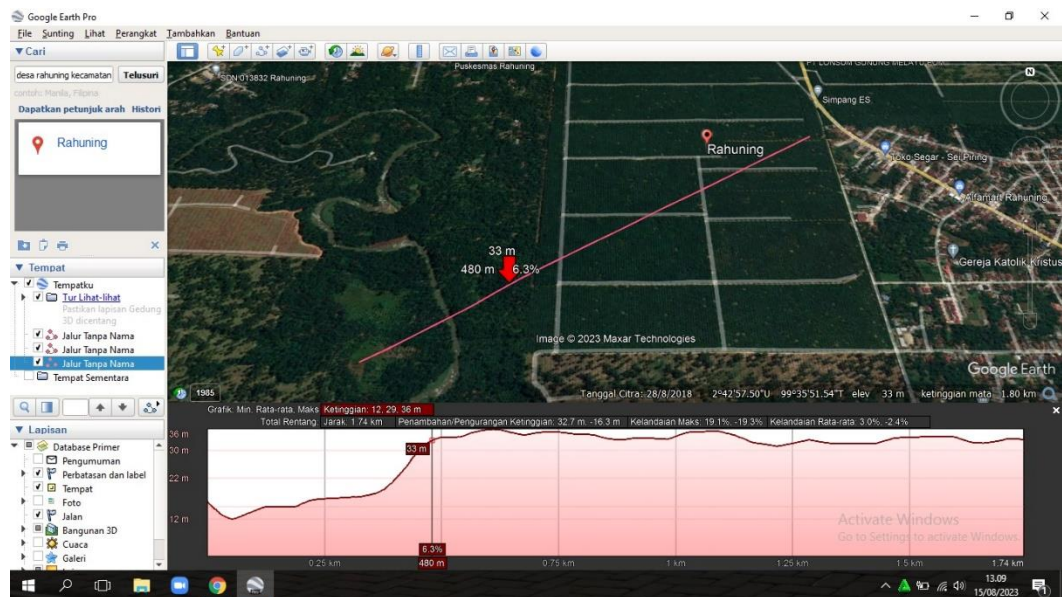 Google Earth Pro
File Sunting Lihat Perangkat Tambahkan Bantuan
Cari
desa rahuning kecamatan Telusuri
contoh: Manila, Filipina
Dapatkan petunjuk arah Histori
Rahuning
Tempat
Tempatku
Tur Lihat-lihat
Pastikan lapisan Gedung
3D dicentang
Jalur Tanpa Nama
Jalur Tanpa Nama
Jalur Tanpa Nama
Tempat Sementara
Lapisan
Database Primer
Pengumuman
Perbatasan dan label
Tempat
Foto
Jalan
Bangunan 3D
Cuaca
Galeri
SDN 013832 Rahuning
Puskesmas Rahuning
PT LONSUM GUNUNG MELAYU
Simpang ES
N
Rahuning
Toko Segar - Sei Piring
Alfamart Rahuning
Gereja Katolik Kristus
33 m
480 m 6.3%
Image © 2023 Maxar Technologies
Google Earth
1985
Tanggal Citra: 28/8/2018 2°42'57.50"U 99°35'51.54"T elev 33 m ketinggian mata 1.80 km
Grafik: Min. Rata-rata. Maks Ketinggian: 12, 29, 36 m
Total Rentang: Jarak: 1.74 km Penambahan/Pengurangan Ketinggian: 32.7 m, -16.3 m Kelandaian Maks: 19.1%, -19.3% Kelandaian Rata-rata: 3.0%, -2.4%
36 m
30 m
22 m
12 m
33 m
6.3%
0.25 km 480 m 0.75 km 1 km 1.25 km 1.5 km 1.74 km
Activate Windows
Go to Settings to activate Windows.
13.09
15/08/2023